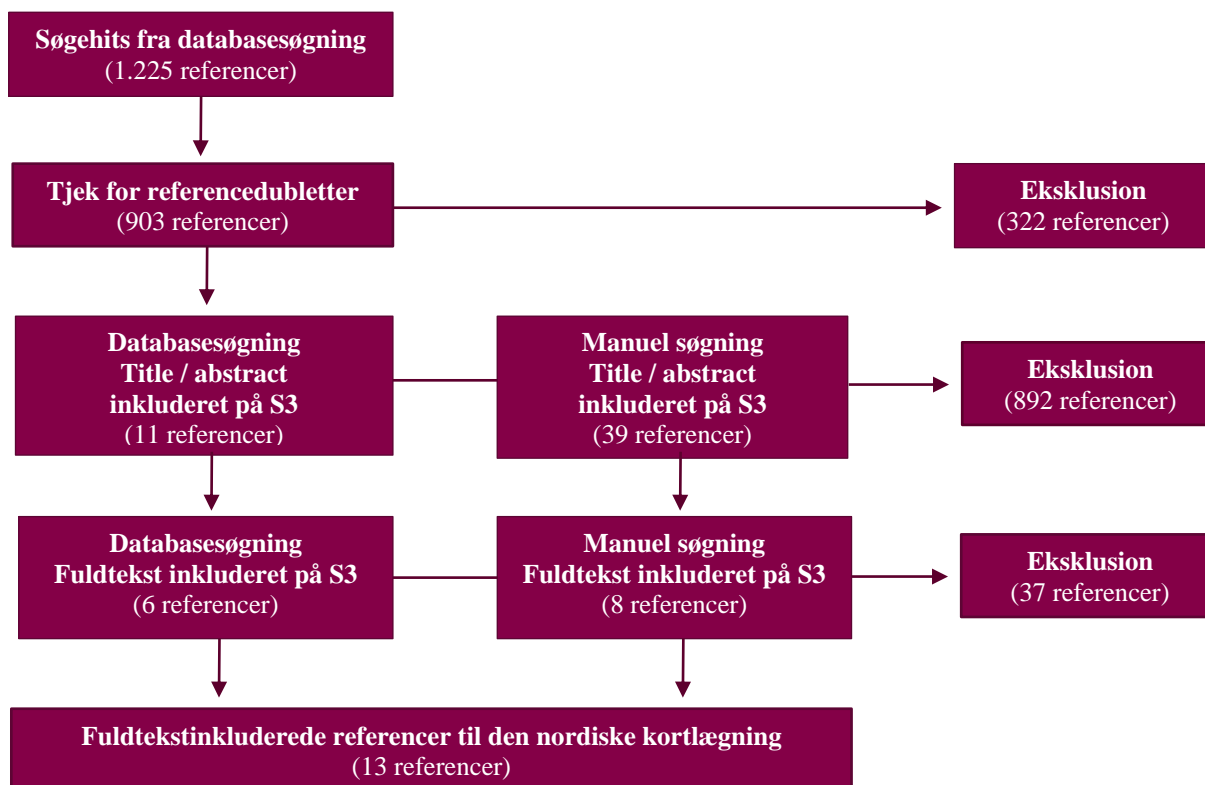 Søgehits fra databasesøgning
(1.225 referencer)
Tjek for referencedubletter
(903 referencer)
Eksklusion
(322 referencer)
Databasesøgning
Title / abstract
inkluderet på S3
(11 referencer)
Manuel søgning
Title / abstract
inkluderet på S3
(39 referencer)
Eksklusion
(892 referencer)
Databasesøgning
Fuldtekst inkluderet på S3
(6 referencer)
Manuel søgning
Fuldtekst inkluderet på S3
(8 referencer)
Eksklusion
(37 referencer)
Fuldtekstinkluderede referencer til den nordiske kortlægning
(13 referencer)